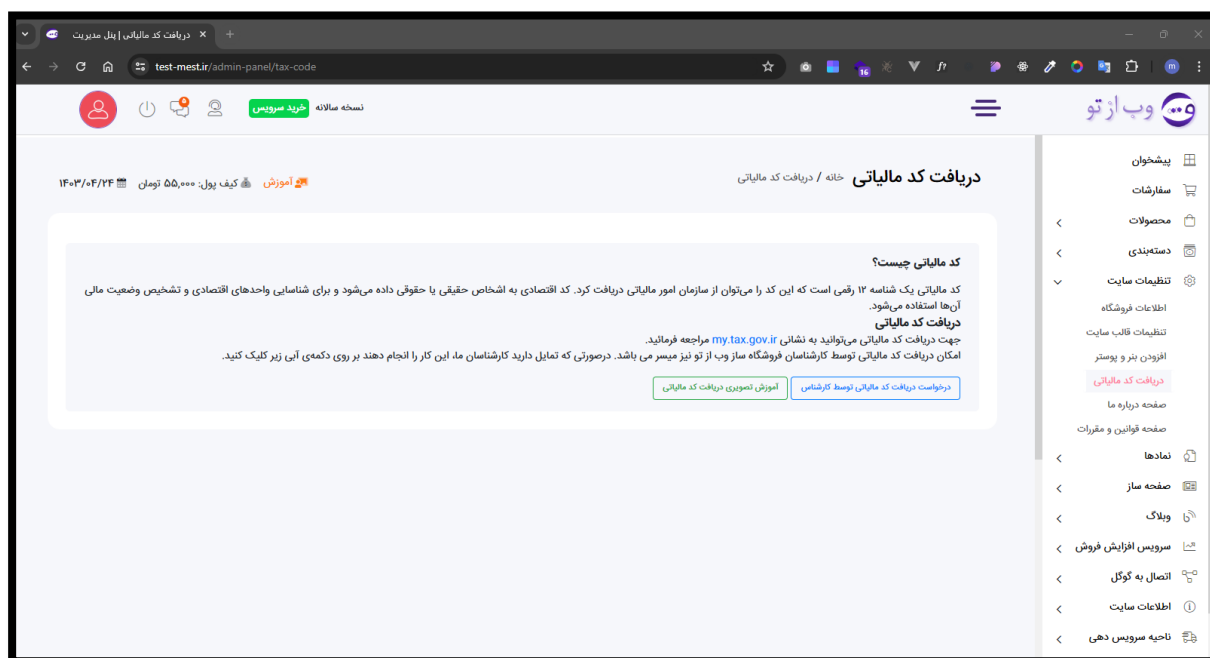 دریافت کد مالیاتی | پنل مدیریت
test-mest.ir/admin-panel/tax-code
16
m
وب از تو
نسخه سالانه
خرید سرویس
پیشخوان
سفارشات
محصولات
دسته‌بندی
تنظیمات سایت
اطلاعات فروشگاه
تنظیمات قالب سایت
افزودن بنر و پوستر
دریافت کد مالیاتی
صفحه درباره ما
صفحه قوانین و مقررات
نمادها
صفحه ساز
وبلاگ
سرویس افزایش فروش
اتصال به گوگل
اطلاعات سایت
ناحیه سرویس دهی
دریافت کد مالیاتی خانه / دریافت کد مالیاتی
آموزش کیف پول: ۵۵,۰۰۰ تومان ۱۴۰۳/۰۴/۲۴
کد مالیاتی چیست؟
کد مالیاتی یک شناسه ۱۲ رقمی است که این کد را می‌توان از سازمان امور مالیاتی دریافت کرد. کد اقتصادی به اشخاص حقیقی یا حقوقی داده می‌شود و برای شناسایی واحدهای اقتصادی و تشخیص وضعیت مالی
آن‌ها استفاده می‌شود.
دریافت کد مالیاتی
جهت دریافت کد مالیاتی می‌توانید به نشانی my.tax.gov.ir مراجعه فرمائید.
امکان دریافت کد مالیاتی توسط کارشناسان فروشگاه ساز وب از تو نیز میسر می باشد. درصورتی که تمایل دارید کارشناسان ما، این کار را انجام دهند بر روی دکمه‌ی آبی زیر کلیک کنید.
درخواست دریافت کد مالیاتی توسط کارشناس
آموزش تصویری دریافت کد مالیاتی